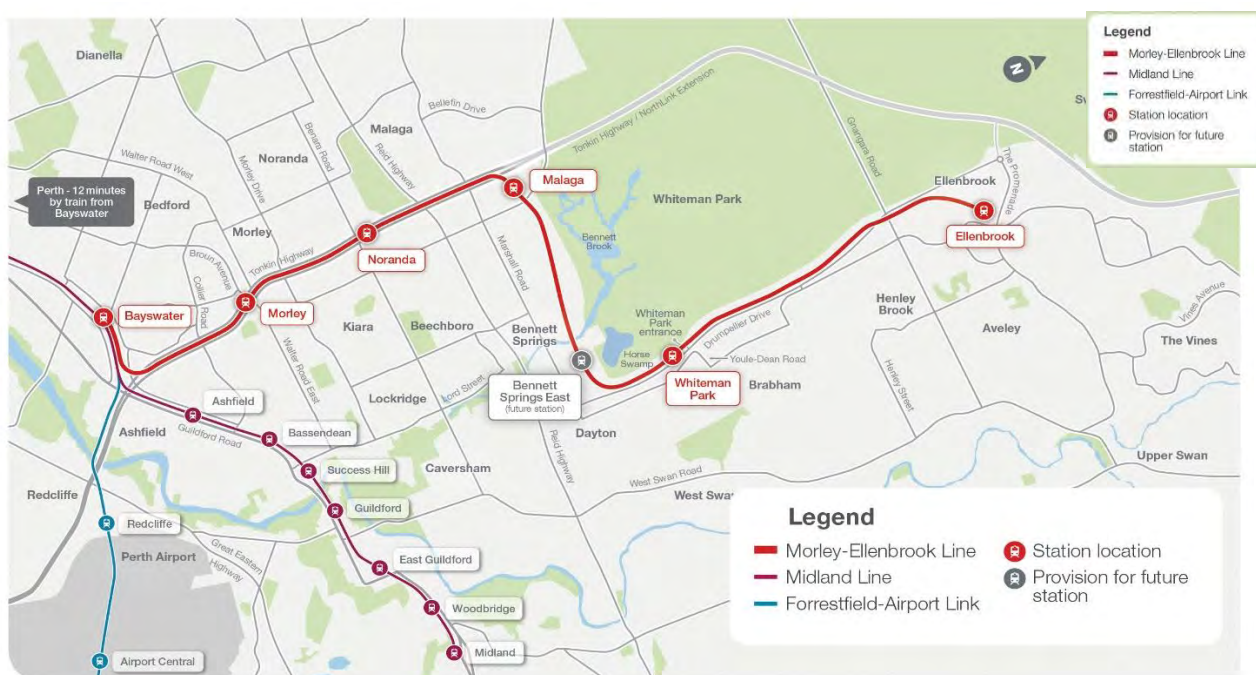 Legend
Morley-Ellenbrook Line
Midland Line
Forrestfield-Airport Link
Station location
Provision for future
station
N
Dianella
Bellefin Drive
Malaga
Tonkin Highway / NorthLink Extension
Gnangara Road
Benara Road
Reid Highway
Noranda
Walter Road West
Morley Drive
Perth - 12 minutes
by train from
Bayswater
Bedford
Morley
Malaga
Whiteman Park
Ellenbrook
The Promenade
Ellenbrook
Noranda
Bennett
Brook
Broun Avenue
Tonkin Highway
Marshall Road
Collier Road
Bayswater
Morley
Kiara
Beechboro
Bennett
Springs
Whiteman
Park
entrance
Drumpellier Drive
Henley
Brook
Aveley
Vines Avenue
The Vines
Horse
Swamp
Youle-Dean Road
Walter Road East
Lockridge
Lord Street
Bennett
Springs East
(future station)
Whiteman
Park
Brabham
Henley Street
Ashfield
Ashfield
Guildford Road
Bassendean
Dayton
Reid Highway
Success Hill
Caversham
West Swan Road
Upper Swan
Redcliffe
Guildford
Redcliffe
Perth Airport
Great Eastern
Highway
East Guildford
Woodbridge
Airport Central
Midland
Legend
Morley-Ellenbrook Line
Midland Line
Forrestfield-Airport Link
Station location
Provision for future
station